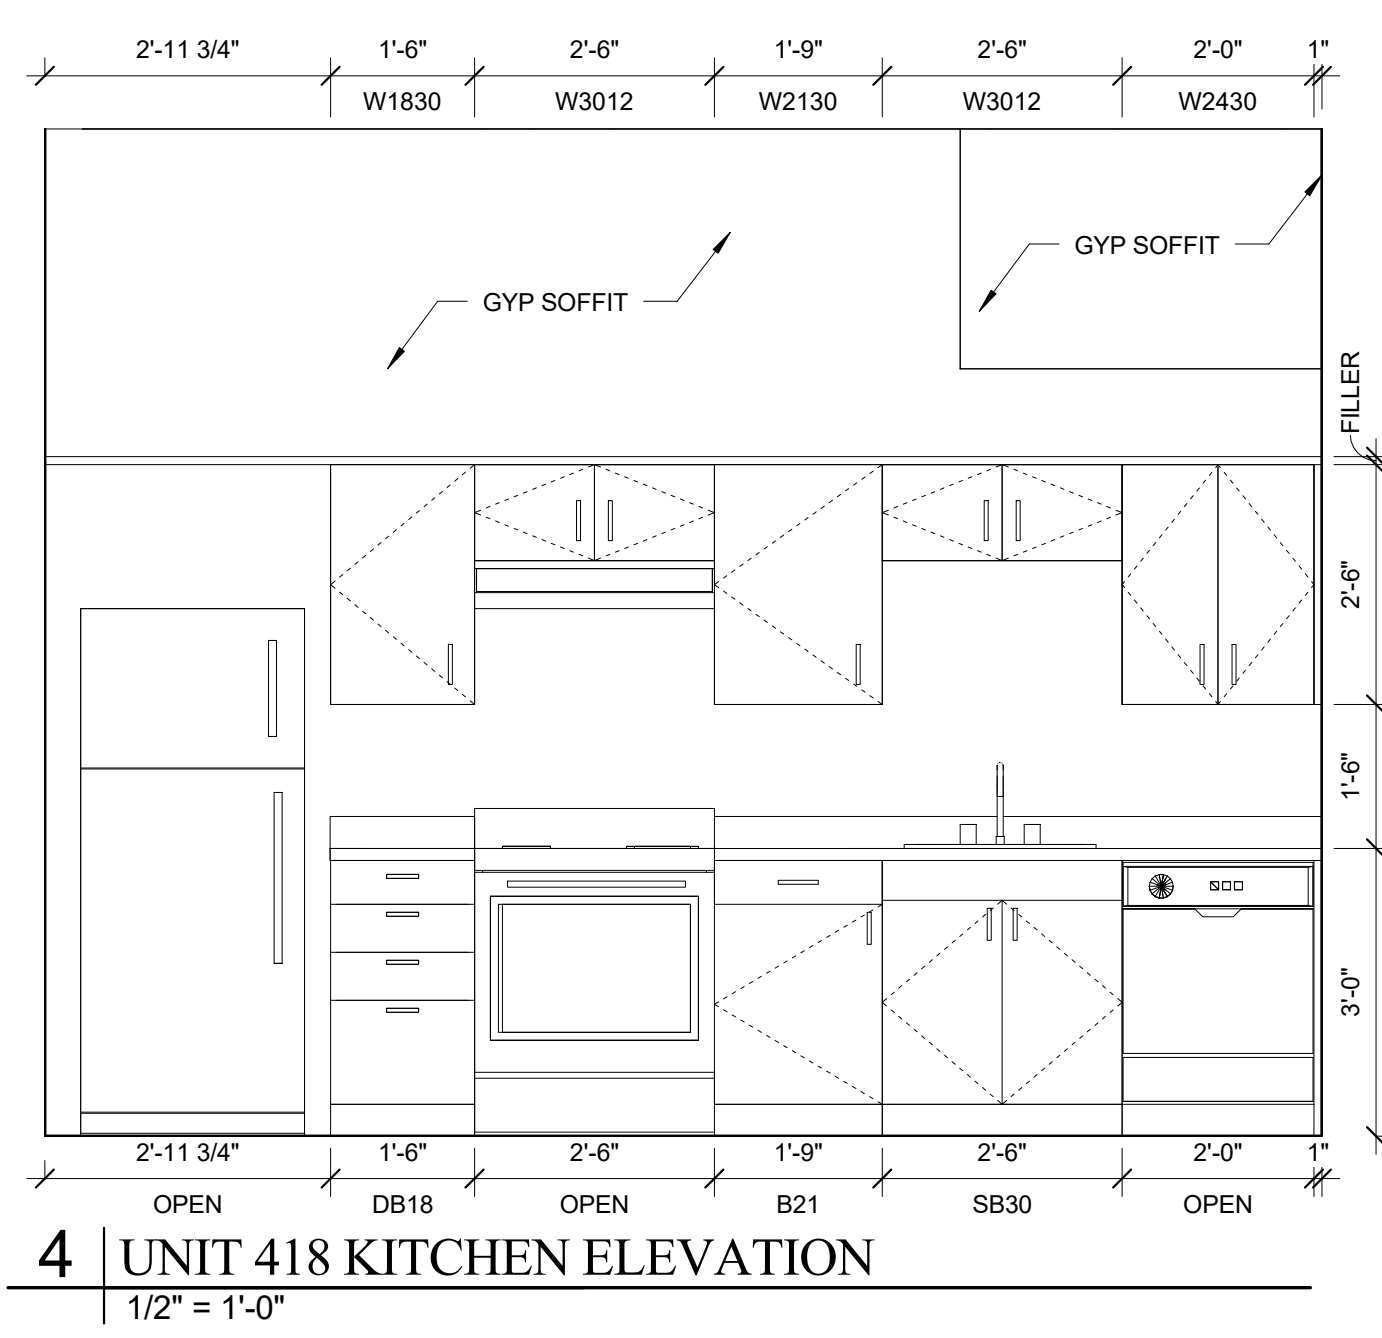 2'-11 3/4" 1'-6" 2'-6" 1'-9" 2'-6" 2'-0" 1"
W1830 W3012 W2130 W3012 W2430
GYP SOFFIT
GYP SOFFIT
FILLER
2'-6"
1'-6"
3'-0"
2'-11 3/4" 1'-6" 2'-6" 1'-9" 2'-6" 2'-0" 1"
OPEN DB18 OPEN B21 SB30 OPEN
4 UNIT 418 KITCHEN ELEVATION
1/2" = 1'-0"